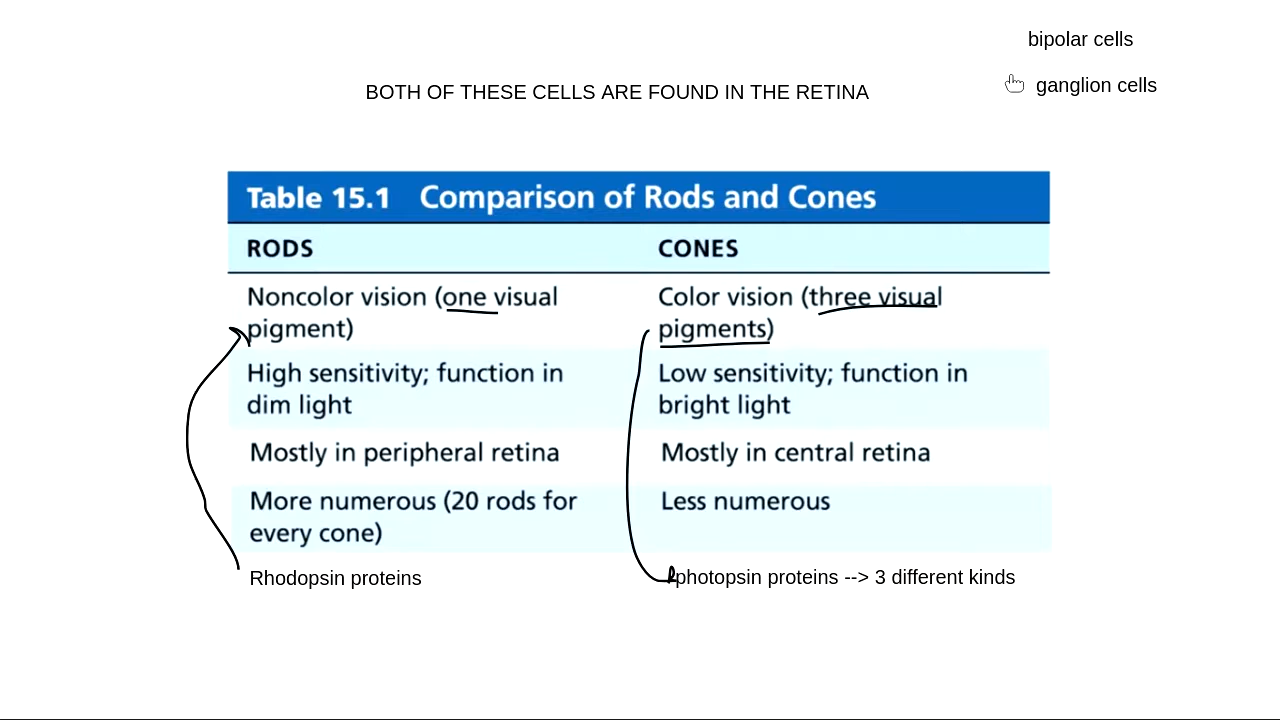 bipolar cells
BOTH OF THESE CELLS ARE FOUND IN THE RETINA
ganglion cells
Table 15.1 Comparison of Rods and Cones
RODS
CONES
Noncolor vision (one visual
pigment)
Color vision (three visual
pigments)
High sensitivity; function in
dim light
Low sensitivity; function in
bright light
Mostly in peripheral retina
Mostly in central retina
More numerous (20 rods for
every cone)
Less numerous
Rhodopsin proteins
photopsin proteins --> 3 different kinds